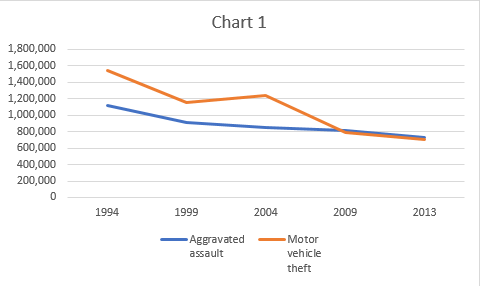 Chart 1
1,800,000
1,600,000
1,400,000
1,200,000
1,000,000
800,000
600,000
400,000
200,000
0
1994 1999 2004 2009 2013
Aggravated
assault
Motor
vehicle
theft